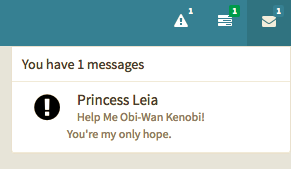 1 1 1
You have 1 messages
Princess Leia
Help Me Obi-Wan Kenobi!
You're my only hope.